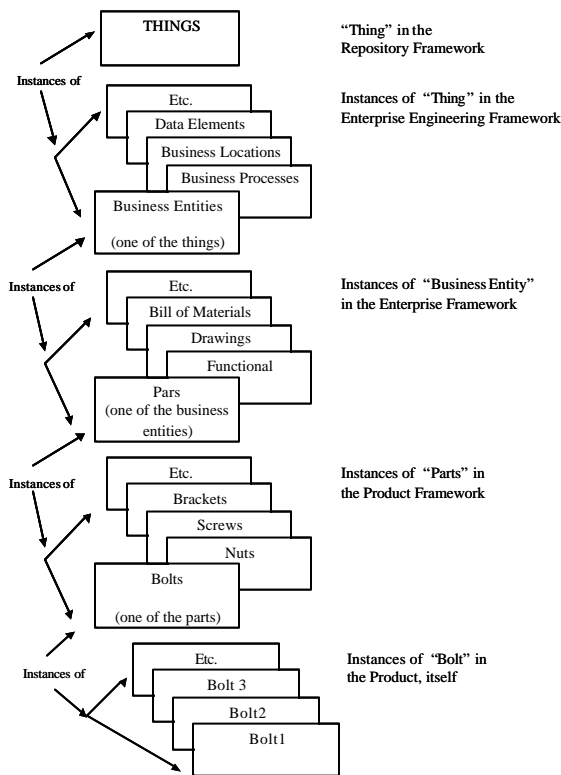 THINGS
"Thing" in the
Repository Framework
Instances of
Etc.
Data Elements
Business Locations
Business Processes
Business Entities
(one of the things)
Instances of "Thing" in the
Enterprise Engineering Framework
Instances of
Etc.
Bill of Materials
Drawings
Functional
Pars
(one of the business
entities)
Instances of "Business Entity"
in the Enterprise Framework
Instances of
Etc.
Brackets
Screws
Nuts
Bolts
(one of the parts)
Instances of "Parts" in
the Product Framework
Instances of
Etc.
Bolt 3
Bolt2
Bolt1
Instances of "Bolt" in
the Product, itself